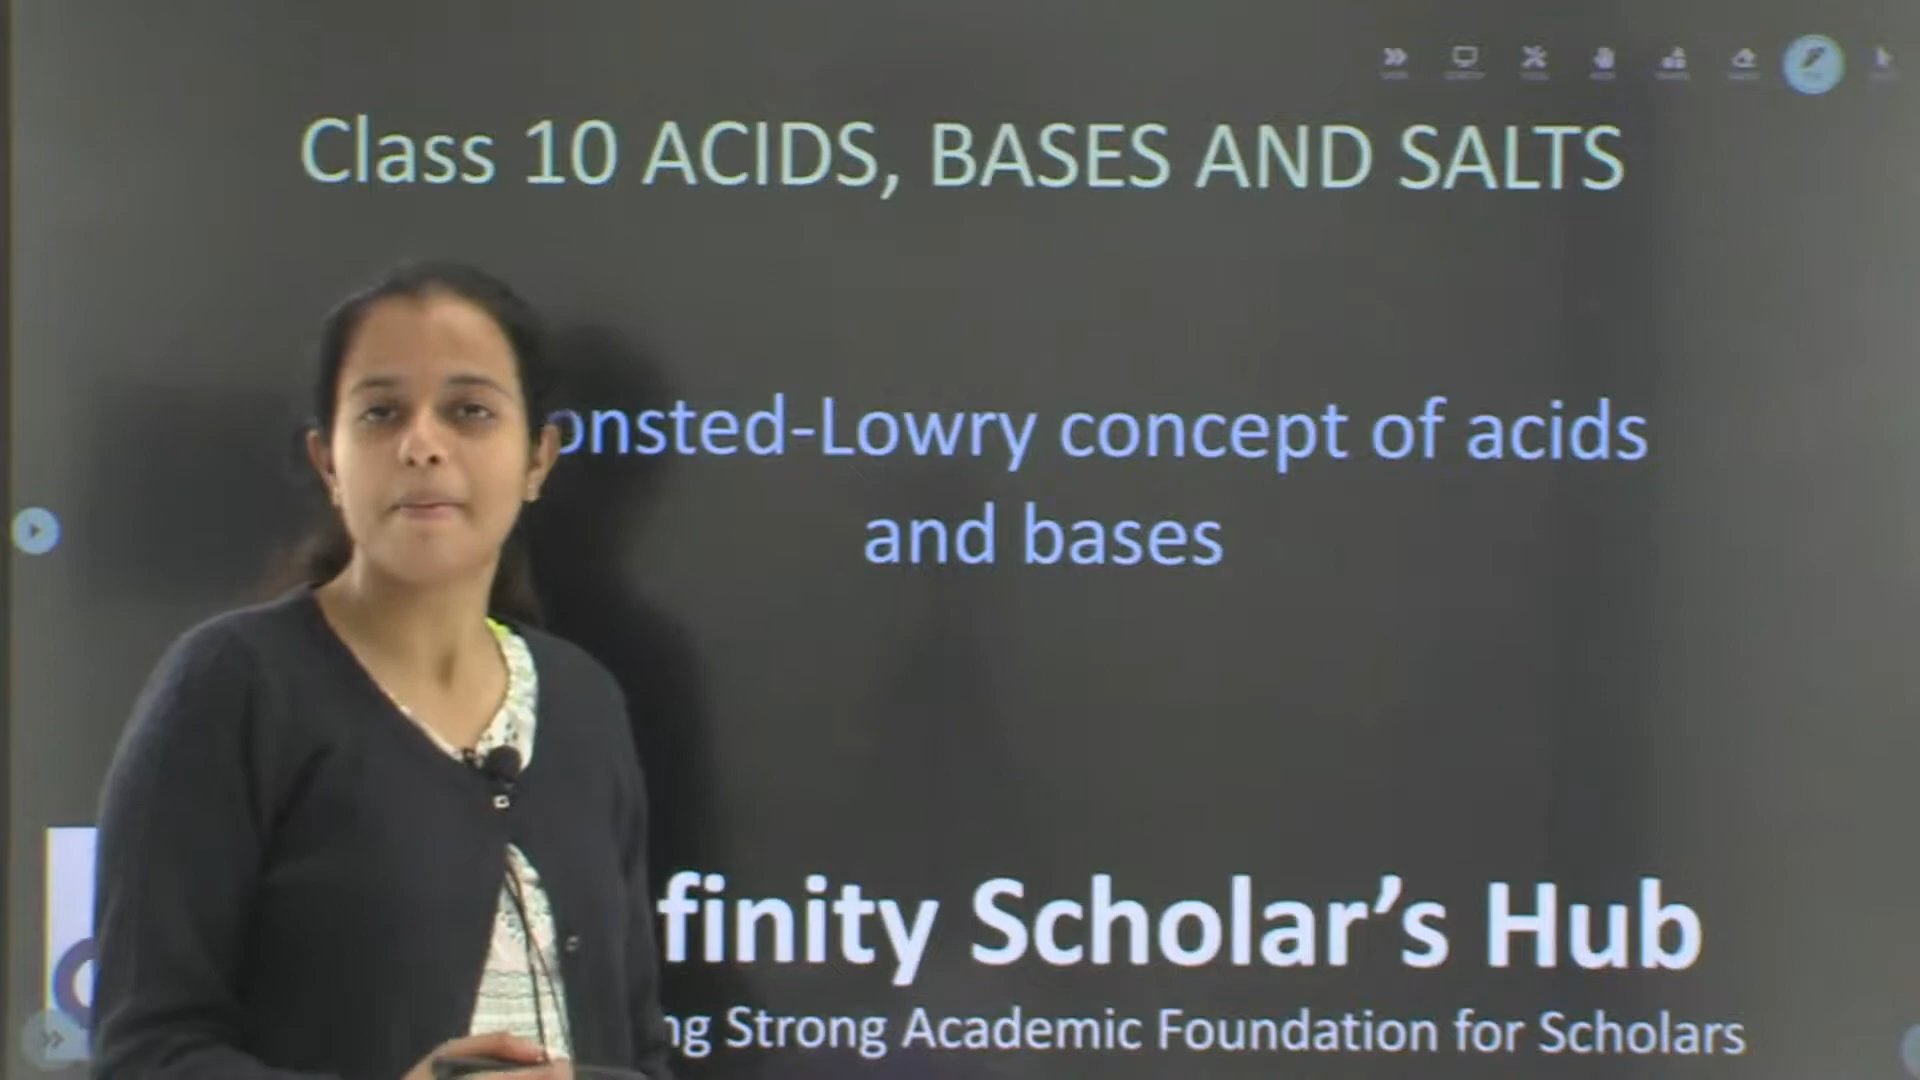 Class 10 ACIDS, BASES AND SALTS
onsted-Lowry concept of acids
and bases
finity Scholar's Hub
ng Strong Academic Foundation for Scholars